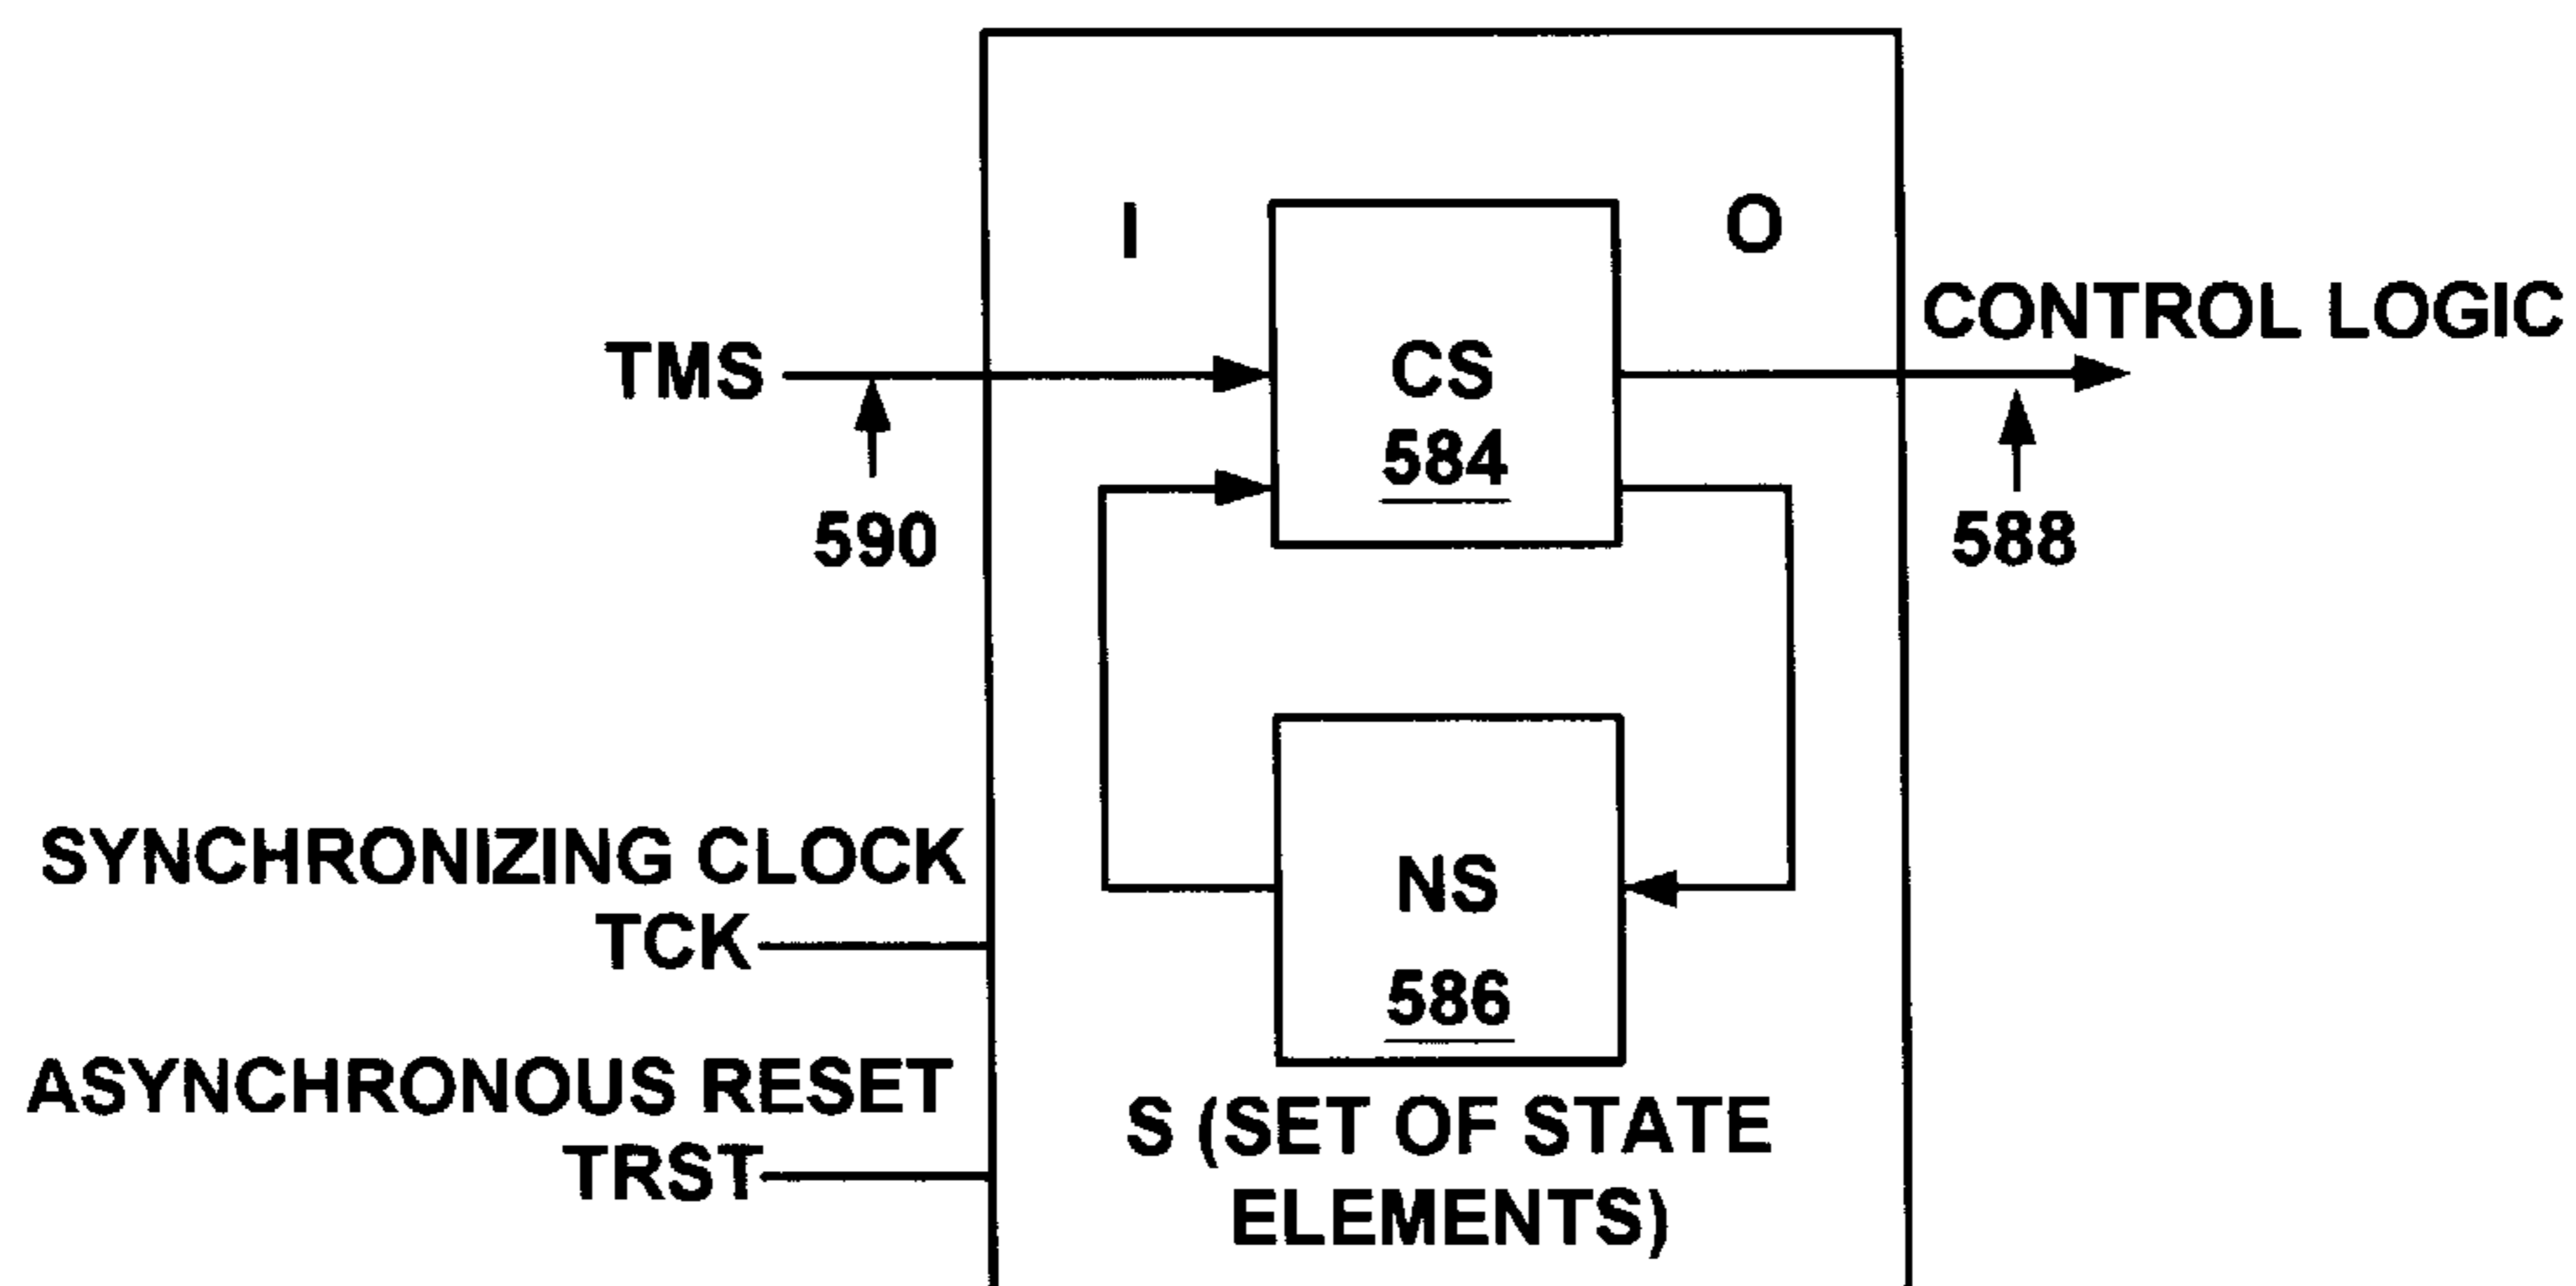 I
O
CONTROL LOGIC
TMS
CS
584
590
588
SYNCHRONIZING CLOCK
TCK
NS
586
ASYNCHRONOUS RESET
TRST
S (SET OF STATE
ELEMENTS)